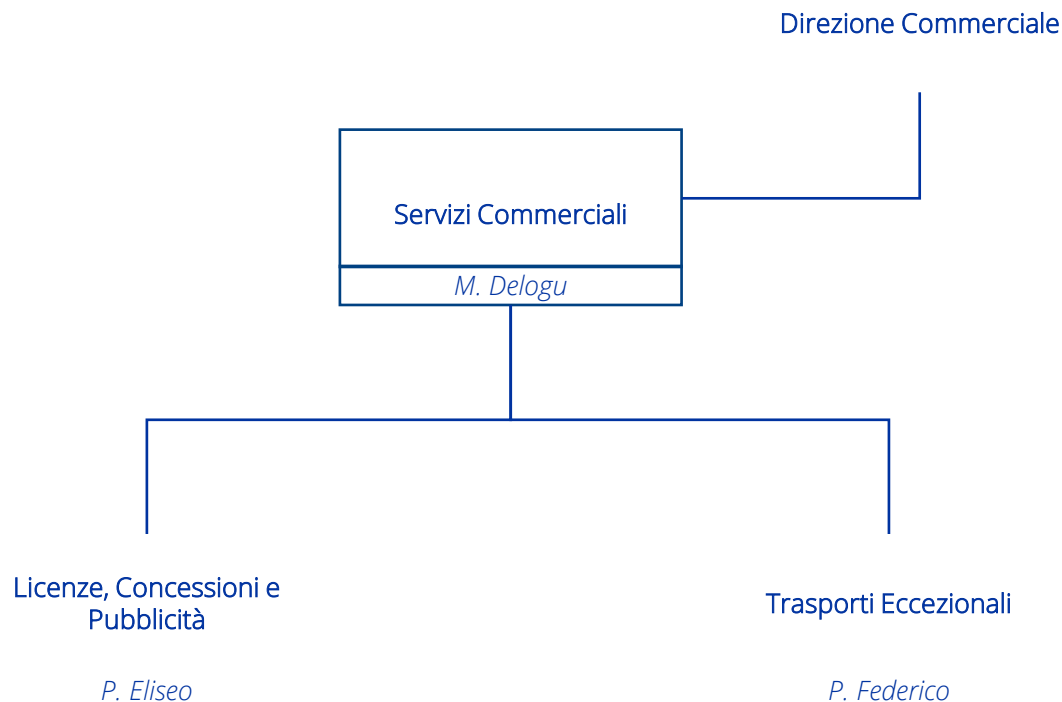 Direzione Commerciale
Servizi Commerciali
M. Delogu
Licenze, Concessioni e
Pubblicità
P. Eliseo
Trasporti Eccezionali
P. Federico